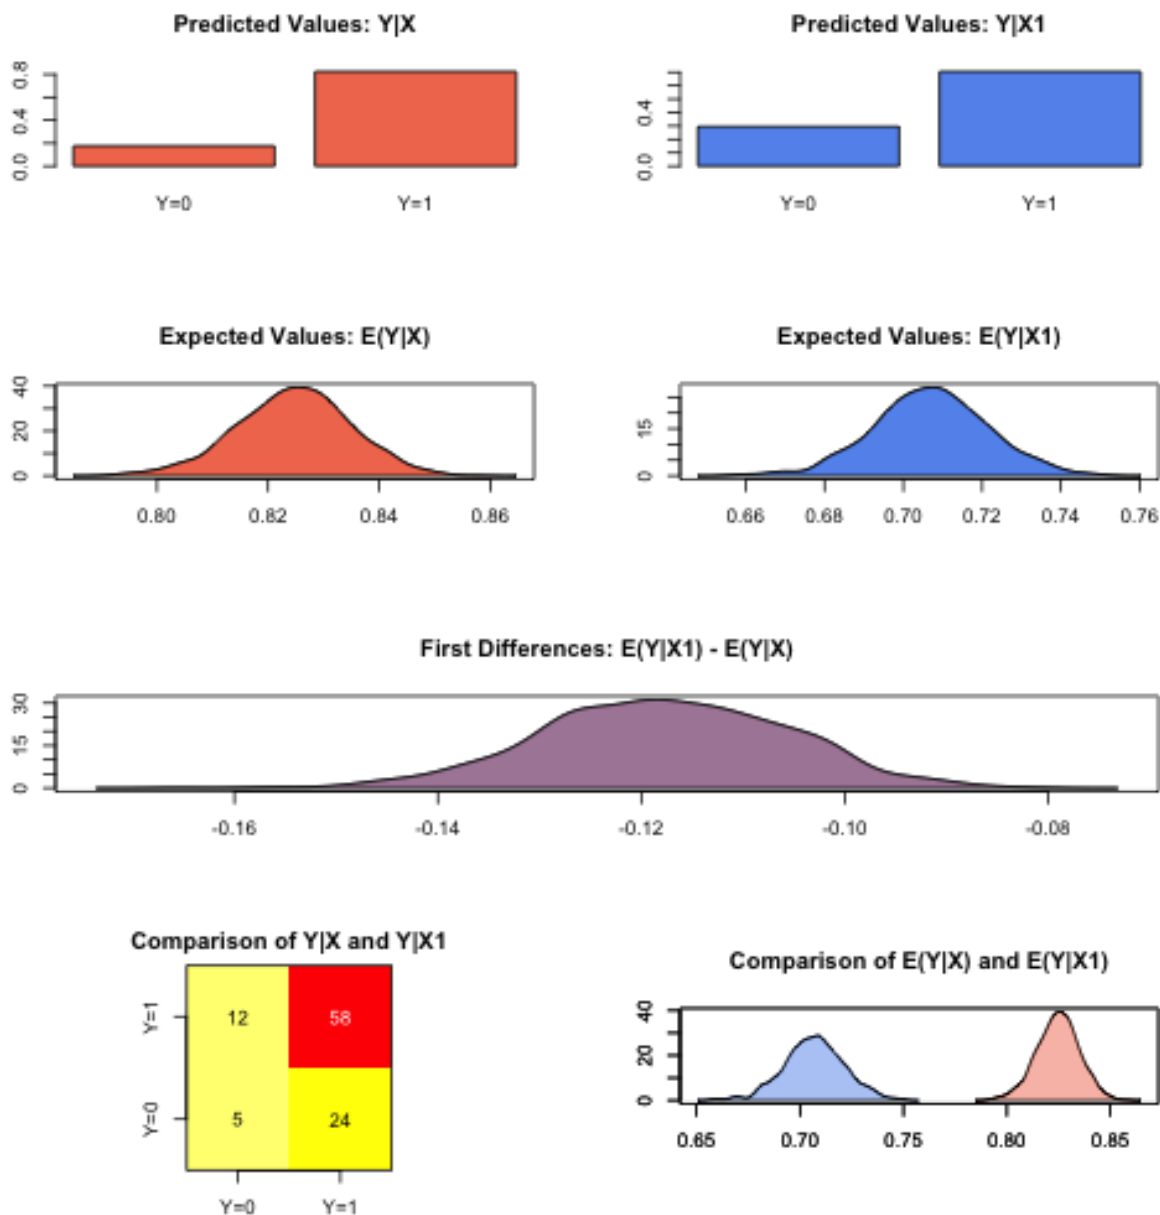 Predicted Values: Y|X
0.0 0.4 0.8
Y=0 Y=1
Predicted Values: Y|X1
0.0 0.4
Y=0 Y=1
Expected Values: E(Y|X)
0 20 40
0.80 0.82 0.84 0.86
Expected Values: E(Y|X1)
0 15
0.66 0.68 0.70 0.72 0.74 0.76
First Differences: E(Y|X1) - E(Y|X)
0 15 30
-0.16 -0.14 -0.12 -0.10 -0.08
Comparison of Y|X and Y|X1
Y=1 12 58
Y=0 5 24
Y=0 Y=1
Comparison of E(Y|X) and E(Y|X1)
0 20 40
0.65 0.70 0.75 0.80 0.85